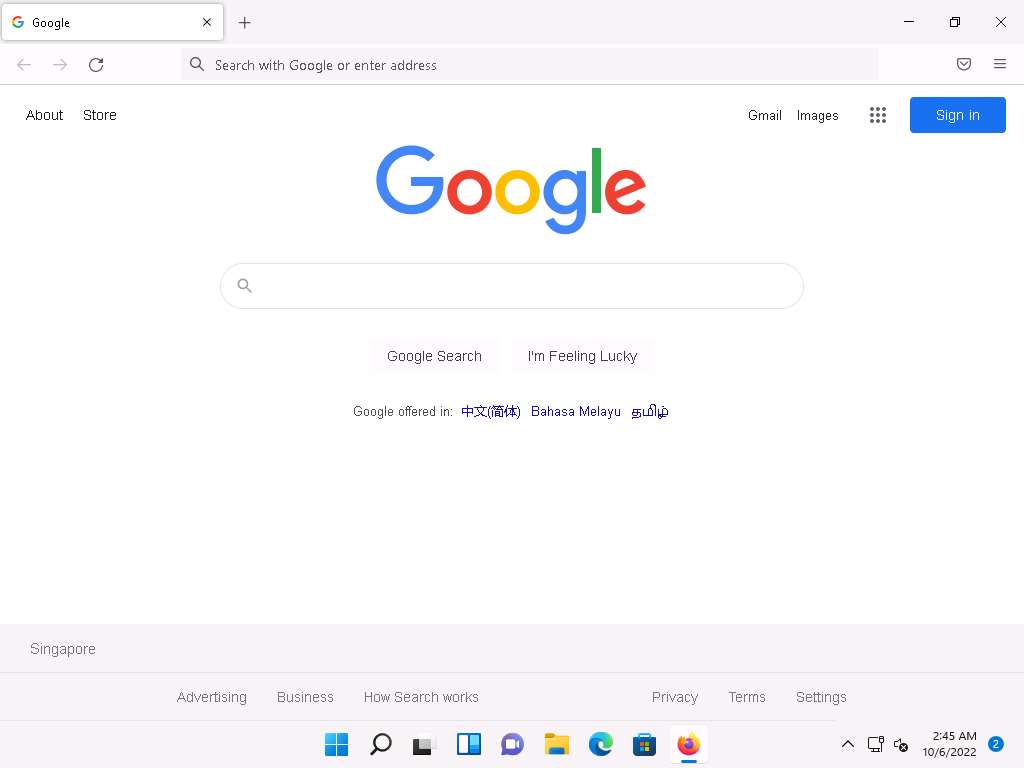 Google
Search with Google or enter address
About Store Gmail Images Sign in
Google
Google Search I'm Feeling Lucky
Google offered in: 中文(简体) Bahasa Melayu தமிழ்
Singapore
Advertising Business How Search works Privacy Terms Settings
2:45 AM
10/6/2022
2